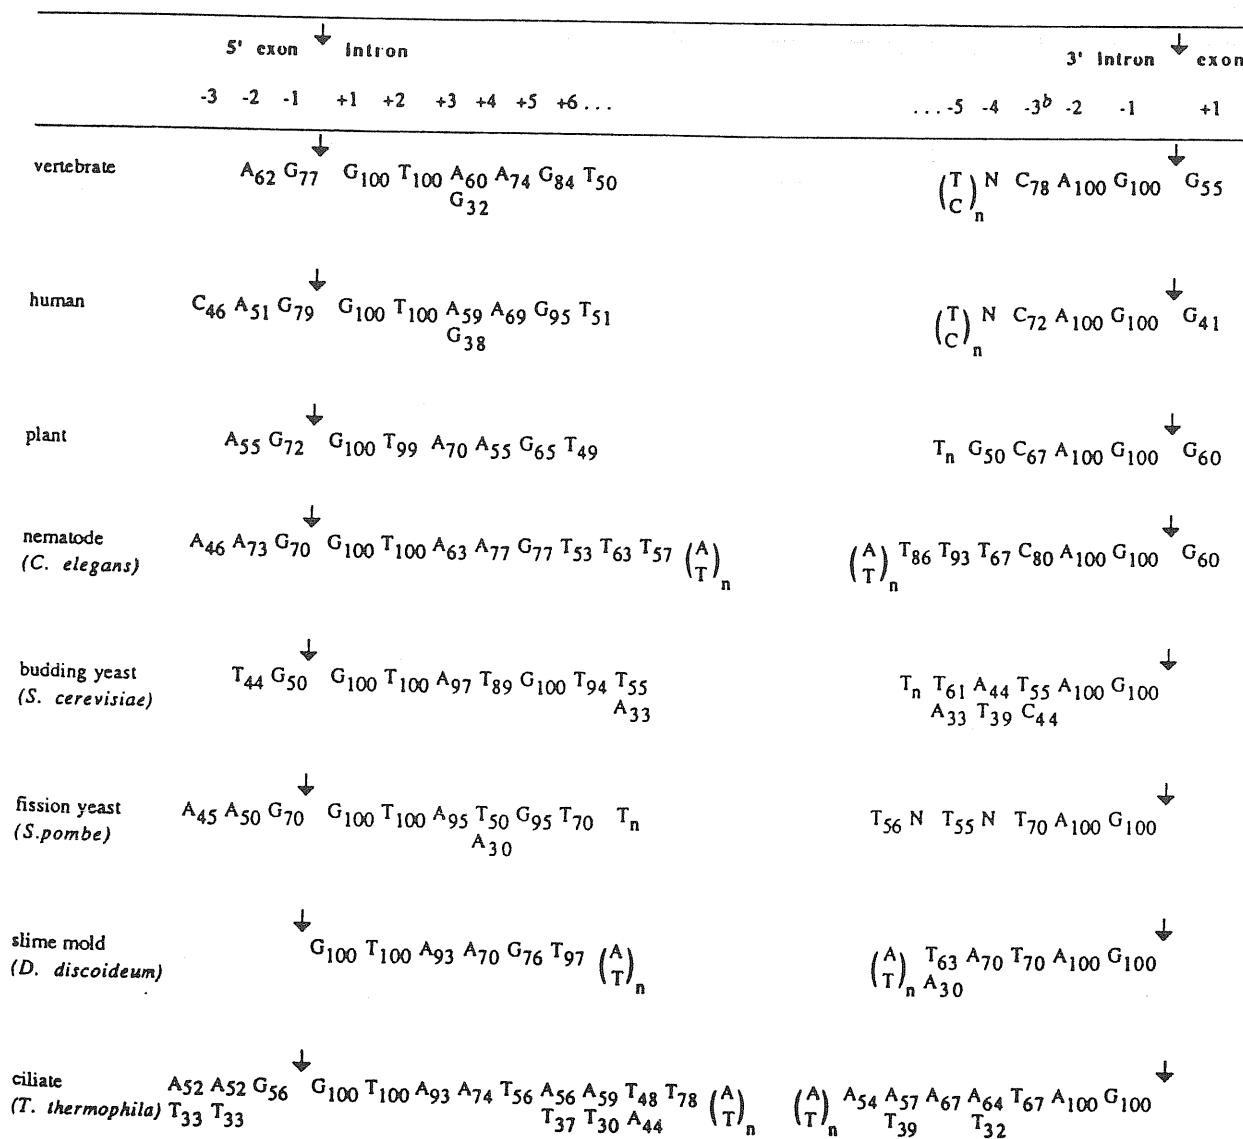 5' exon ↓ intron 3' intron ↓ exon
-3 -2 -1 +1 +2 +3 +4 +5 +6 ... ... -5 -4 -3b -2 -1 +1
vertebrate A62 G77 ↓ G100 T100 A60 A74 G84 T50 (T N C78 A100 G100 ↓ G55
G32 C)n
human C46 A51 G79 ↓ G100 T100 A59 A69 G95 T51 (T N C72 A100 G100 ↓ G41
G38 C)n
plant A55 G72 ↓ G100 T99 A70 A55 G65 T49 Tn G50 C67 A100 G100 ↓ G60
nematode A46 A73 G70 ↓ G100 T100 A63 A77 G77 T53 T63 T57 (A (A T86 T93 T67 C80 A100 G100 ↓ G60
(C. elegans) T)n T)n
budding yeast T44 G50 ↓ G100 T100 A97 T89 G100 T94 T55 Tn T61 A44 T55 A100 G100 ↓
(S. cerevisiae) A33 A33 T39 C44
fission yeast A45 A50 G70 ↓ G100 T100 A95 T50 G95 T70 Tn T56 N T55 N T70 A100 G100 ↓
(S.pombe) A30
slime mold ↓ G100 T100 A93 A70 G76 T97 (A (A T63 A70 T70 A100 G100 ↓
(D. discoideum) T)n T)n A30
ciliate A52 A52 G56 ↓ G100 T100 A93 A74 T56 A56 A59 T48 T78 (A (A A54 A57 A67 A64 T67 A100 G100 ↓
(T. thermophila) T33 T33 T37 T30 A44 T)n T)n T39 T32